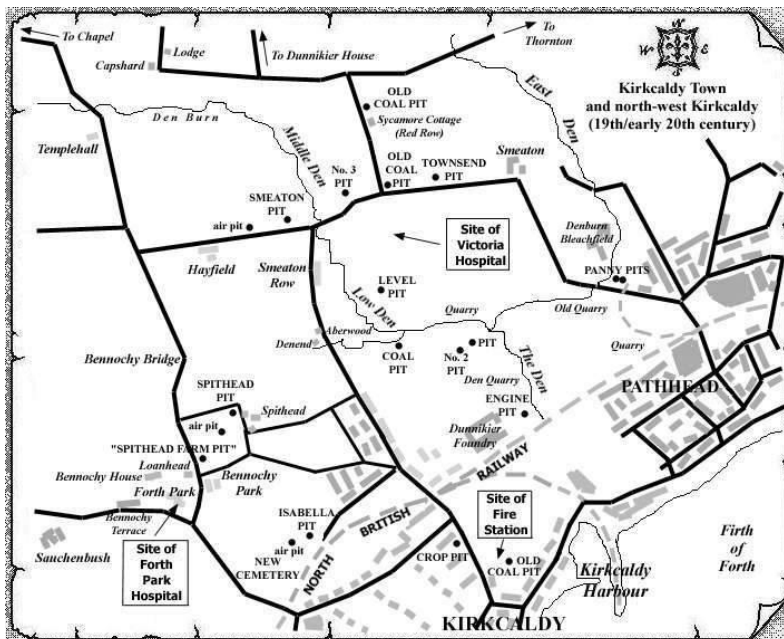 To Chapel
Lodge
Capshard
To Dunnikier House
To
Thornton
N
W
E
S
Kirkcaldy Town
and north-west Kirkcaldy
(19th/early 20th century)
OLD
COAL PIT
Sycamore Cottage
(Red Row)
East
Den
Den Burn
Middle Den
Templehall
No. 3
PIT
OLD
COAL
PIT
TOWNSEND
PIT
Smeaton
SMEATON
PIT
air pit
Site of
Victoria
Hospital
Denburn
Bleachfield
Hayfield
Smeaton
Row
LEVEL
PIT
PANNY PITS
Low Den
Quarry
Old Quarry
Aberwood
Denend
Bennochy Bridge
COAL
PIT
No. 2
PIT
PIT
Den Quarry
The Den
Quarry
PATHHEAD
SPITHEAD
PIT
Spithead
air pit
ENGINE
PIT
Dunnikier
Foundry
"SPITHEAD FARM PIT"
Loanhead
Bennochy House
Bennochy
Park
Forth Park
NORTH BRITISH RAILWAY
Bennochy
Terrace
ISABELLA
PIT
Site of
Fire
Station
Sauchenbush
Site of
Forth
Park
Hospital
air pit
NEW
CEMETERY
CROP PIT
OLD
COAL PIT
Kirkcaldy
Harbour
Firth
of
Forth
KIRKCALDY